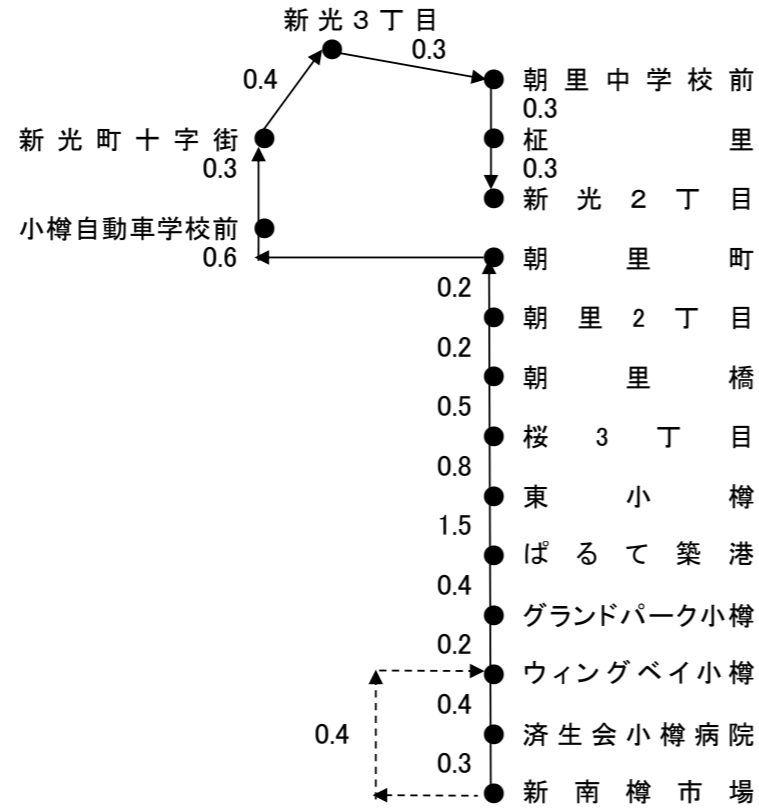 新光3丁目
0.3
0.4
朝里中学校前
0.3
新光町十字街
柾里
0.3
0.3
新光2丁目
小樽自動車学校前
0.6
朝里町
0.2
朝里2丁目
0.2
朝里橋
0.5
桜3丁目
0.8
東小樽
1.5
ぱるて築港
0.4
グランドパーク小樽
0.2
ウィングベイ小樽
0.4
0.4
済生会小樽病院
0.3
新南樽市場